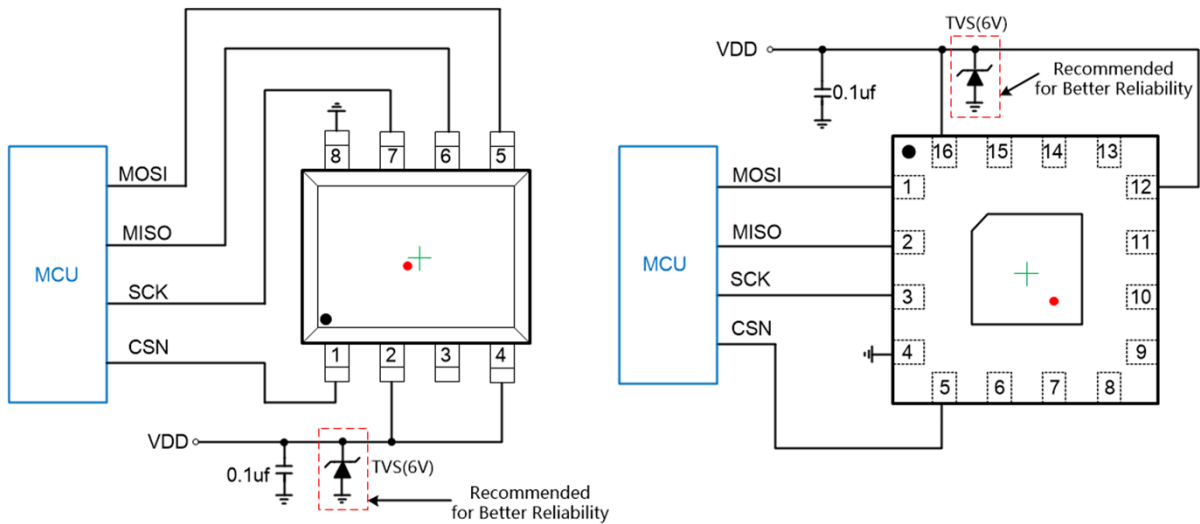 MCU
MOSI
MISO
SCK
CSN
8
7
6
5
1
2
3
4
VDD
0.1uf
TVS(6V)
Recommended
for Better Reliability
VDD
0.1uf
TVS(6V)
Recommended
for Better Reliability
MCU
MOSI
MISO
SCK
CSN
16
15
14
13
1
2
3
4
12
11
10
9
5
6
7
8